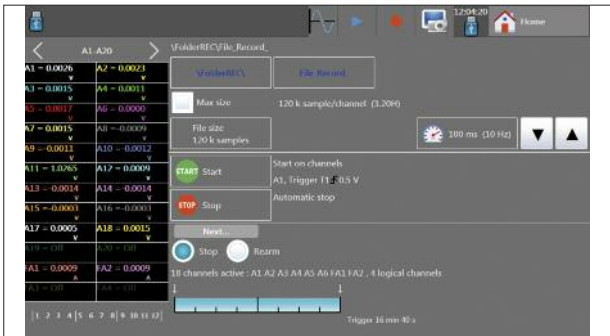 12:04:20
Home
A1-A20
\FolderREC\File_Record_
A1 = 0.0026 V
A2 = 0.0023 V
\FolderREC\
File Record_
A3 = 0.0015 V
A4 = 0.0011 V
A5 = 0.0017 V
A6 = 0.0000 V
Max size
120 k sample/channel (3.20H)
A7 = 0.0015 V
A8 = -0.0009 V
File size
120 k samples
100 ms (10 Hz)
A9 = -0.0011 V
A10 = -0.0012 V
A11 = 1.0265 V
A12 = 0.0009 V
START Start
Start on channels
A1, Trigger T1 0.5 V
A13 = -0.0014 V
A14 = -0.0014 V
STOP Stop
Automatic stop
A15 = -0.0003 V
A16 = -0.0003 V
A17 = 0.0005 V
A18 = 0.0015 V
Next...
Stop
Rearm
A19 = Off
A20 = Off
FA1 = 0.0009 A
FA2 = 0.0009 A
18 channels active : A1 A2 A3 A4 A5 A6 FA1 FA2 , 4 logical channels
FA3 = Off
FA4 = Off
1 2 3 4 5 6 7 8 9 10 11 12
Trigger 16 min 40 s